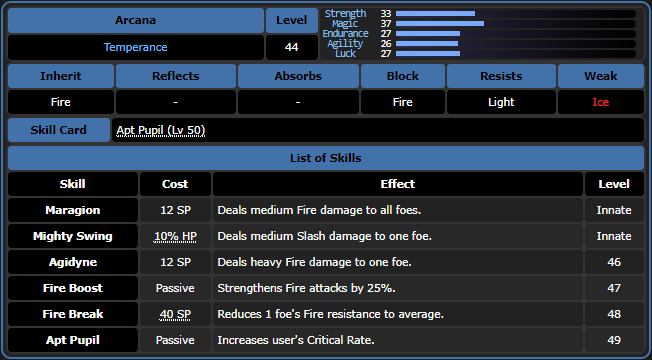 Arcana Level
Temperance 44
Strength 33
Magic 37
Endurance 27
Agility 26
Luck 27
Inherit Reflects Absorbs Block Resists Weak
Fire - - Fire Light Ice
Skill Card Apt Pupil (Lv 50)
List of Skills
Skill Cost Effect Level
Maragion 12 SP Deals medium Fire damage to all foes. Innate
Mighty Swing 10% HP Deals medium Slash damage to one foe. Innate
Agidyne 12 SP Deals heavy Fire damage to one foe. 46
Fire Boost Passive Strengthens Fire attacks by 25%. 47
Fire Break 40 SP Reduces 1 foe's Fire resistance to average. 48
Apt Pupil Passive Increases user's Critical Rate. 49